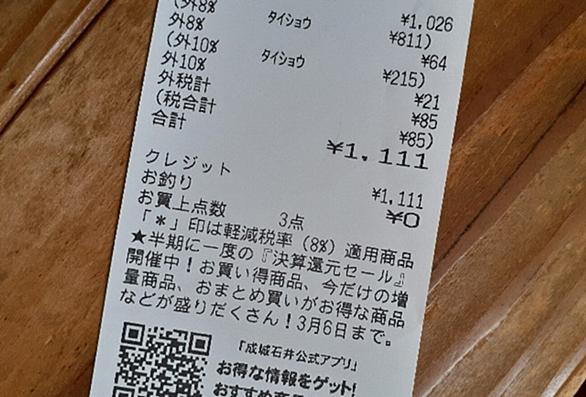 ¥1,026
(外8% タイショウ ¥811)
外8% ¥64
(外10% タイショウ ¥215)
外10% ¥21
外税計 ¥85
(税合計 ¥85)
合計 ¥1,111
クレジット ¥1,111
お釣り ¥0
お買上点数 3点
「*」印は軽減税率(8%)適用商品
★半期に一度の『決算還元セール』
開催中!お買い得商品、今だけの増
量商品、おまとめ買いがお得な商品
などが盛りだくさん!3月6日まで。
「成城石井公式アプリ」
お得な情報をゲット!
おすすめ商品